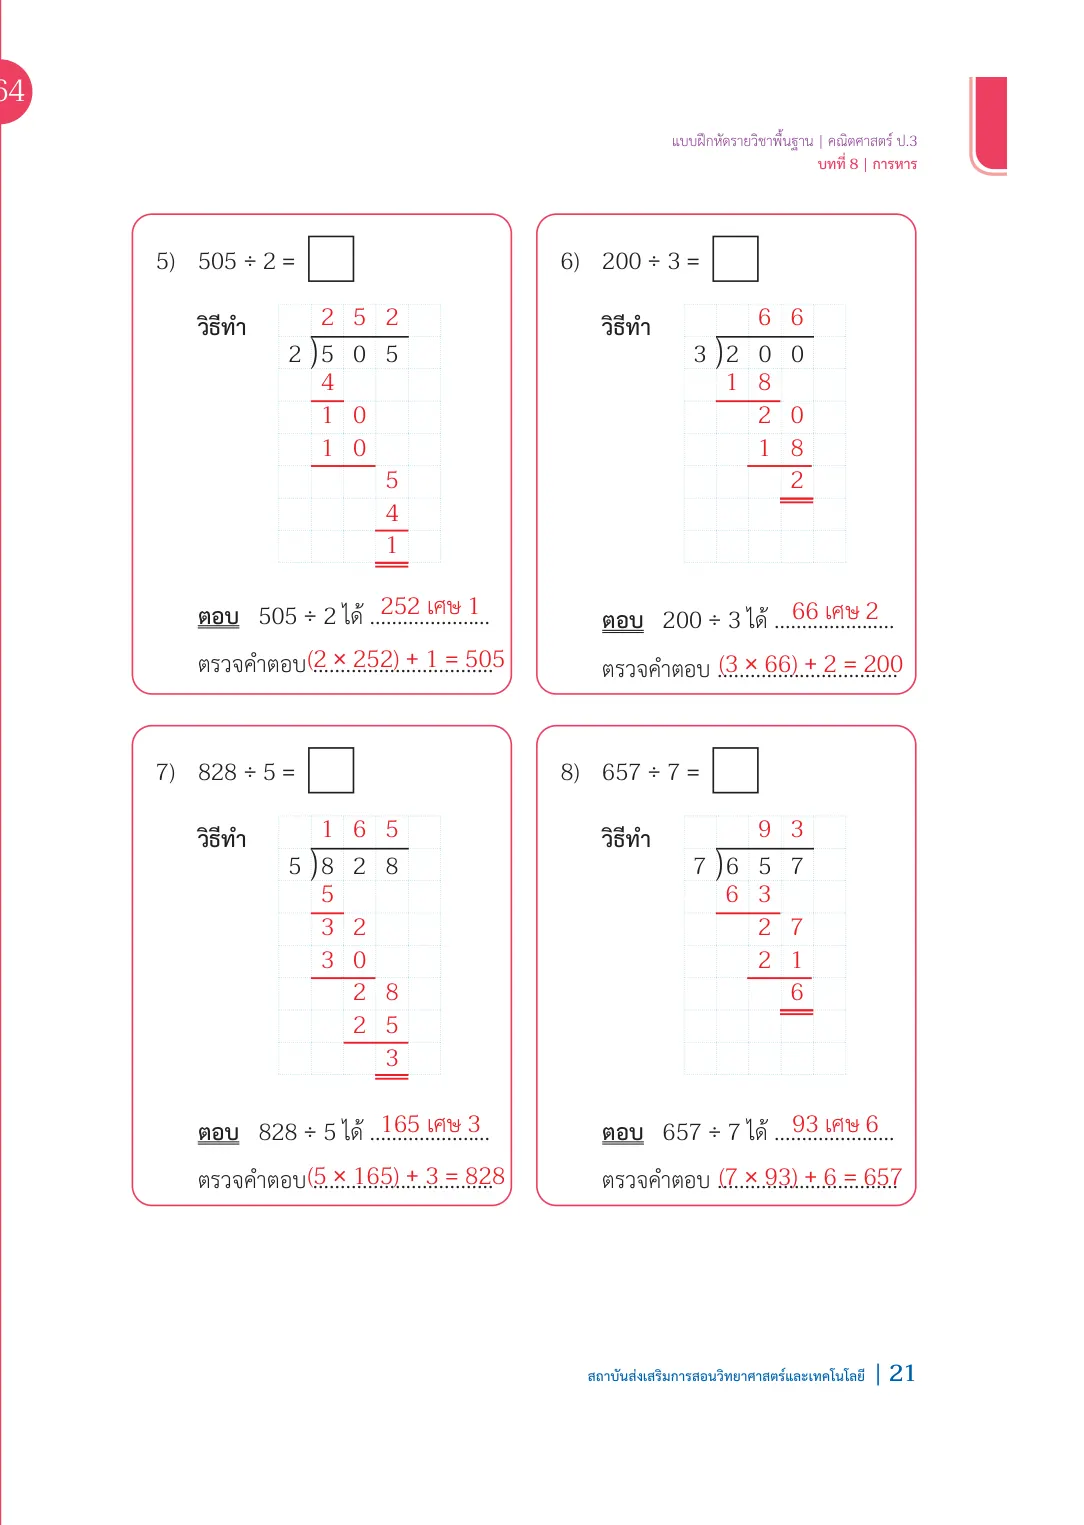 64
แบบฝึกหัดรายวิชาพื้นฐาน | คณิตศาสตร์ ป.3
บทที่ 8 | การหาร
5) 505 ÷ 2 =
วิธีทำ
2 5 2
2 ) 5 0 5
4
1 0
1 0
5
4
1
ตอบ 505 ÷ 2 ได้ 252 เศษ 1
ตรวจคำตอบ (2 × 252) + 1 = 505
6) 200 ÷ 3 =
วิธีทำ
6 6
3 ) 2 0 0
1 8
2 0
1 8
2
ตอบ 200 ÷ 3 ได้ 66 เศษ 2
ตรวจคำตอบ (3 × 66) + 2 = 200
7) 828 ÷ 5 =
วิธีทำ
1 6 5
5 ) 8 2 8
5
3 2
3 0
2 8
2 5
3
ตอบ 828 ÷ 5 ได้ 165 เศษ 3
ตรวจคำตอบ (5 × 165) + 3 = 828
8) 657 ÷ 7 =
วิธีทำ
9 3
7 ) 6 5 7
6 3
2 7
2 1
6
ตอบ 657 ÷ 7 ได้ 93 เศษ 6
ตรวจคำตอบ (7 × 93) + 6 = 657
สถาบันส่งเสริมการสอนวิทยาศาสตร์และเทคโนโลยี | 21